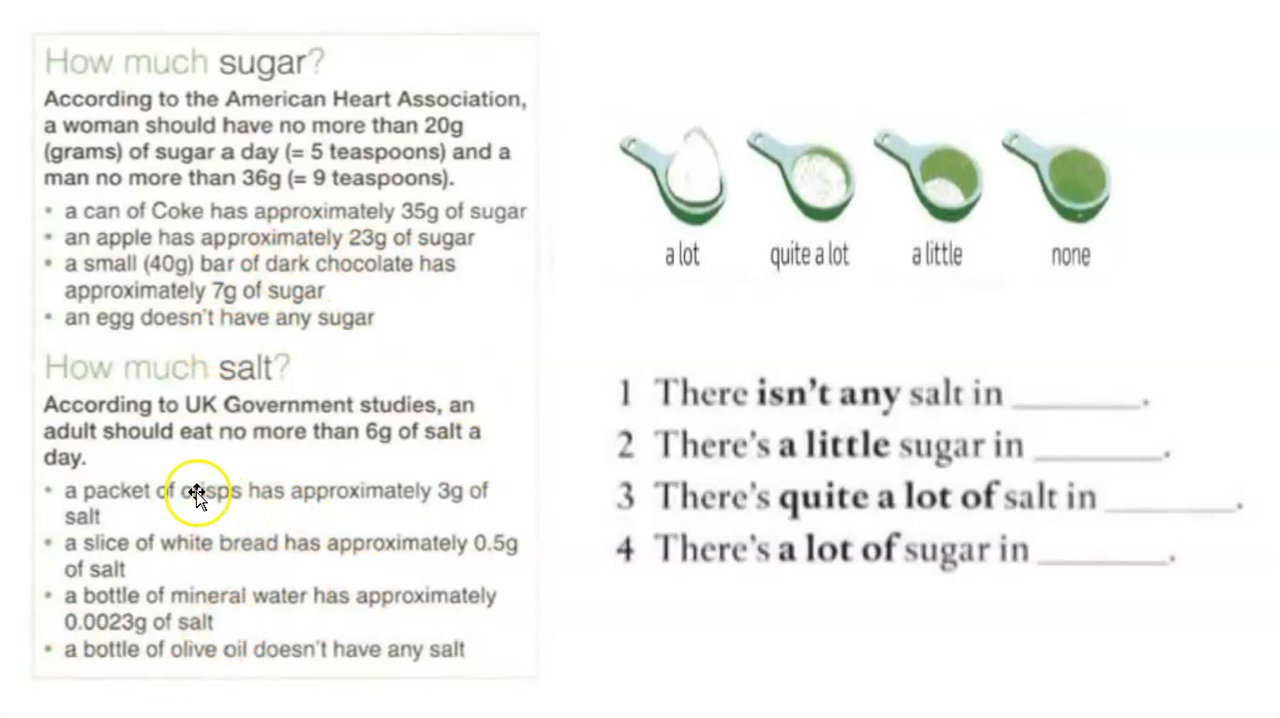 How much sugar?
According to the American Heart Association,
a woman should have no more than 20g
(grams) of sugar a day (= 5 teaspoons) and a
man no more than 36g (= 9 teaspoons).
• a can of Coke has approximately 35g of sugar
• an apple has approximately 23g of sugar
• a small (40g) bar of dark chocolate has
approximately 7g of sugar
• an egg doesn't have any sugar
How much salt?
According to UK Government studies, an
adult should eat no more than 6g of salt a
day.
• a packet of crisps has approximately 3g of
salt
• a slice of white bread has approximately 0.5g
of salt
• a bottle of mineral water has approximately
0.0023g of salt
• a bottle of olive oil doesn't have any salt
a lot quite a lot a little none
1 There isn't any salt in ________.
2 There's a little sugar in ________.
3 There's quite a lot of salt in ________.
4 There's a lot of sugar in ________.